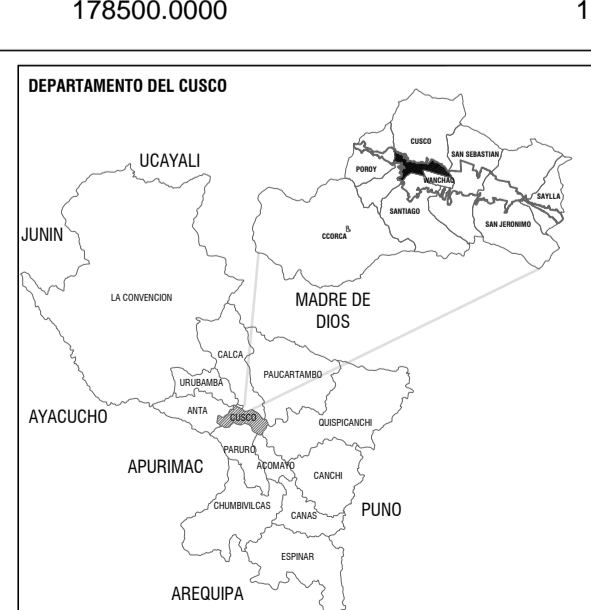 178500.0000 1
DEPARTAMENTO DEL CUSCO
CUSCO
SAN SEBASTIAN
POROY
WANCHAQ
SAYLLA
SANTIAGO
SAN JERONIMO
CCORCA
UCAYALI
JUNIN
LA CONVENCION
MADRE DE
DIOS
CALCA
PAUCARTAMBO
URUBAMBA
ANTA
CUSCO
AYACUCHO
QUISPICANCHI
PARURO
ACOMAYO
APURIMAC
CANCHI
CHUMBIVILCAS
CANAS
PUNO
ESPINAR
AREQUIPA